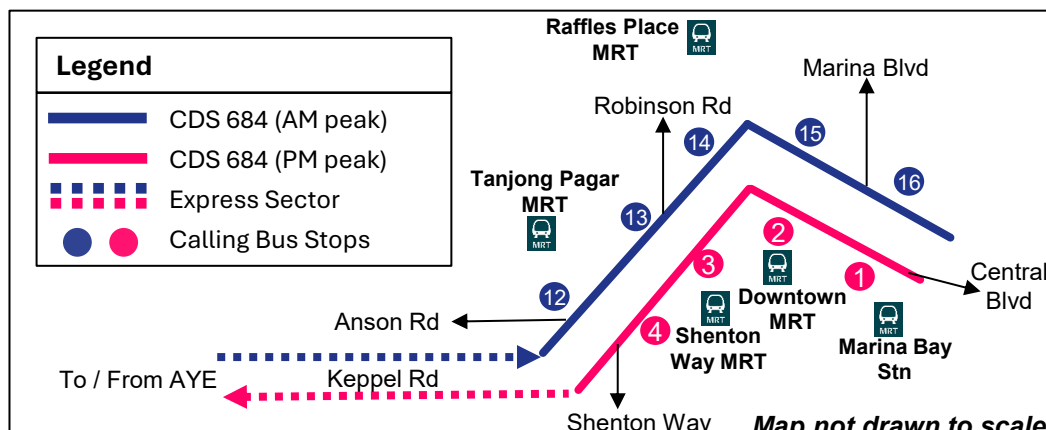 Raffles Place
MRT
MRT
Legend
CDS 684 (AM peak)
CDS 684 (PM peak)
Express Sector
Calling Bus Stops
Marina Blvd
Robinson Rd
15
14
16
Tanjong Pagar
MRT
MRT
13
2
3
1
12
MRT
Central
Blvd
Downtown
MRT
MRT
MRT
Anson Rd
4
Shenton
Way MRT
Marina Bay
Stn
To / From AYE
Keppel Rd
Shenton Way
Map not drawn to scale